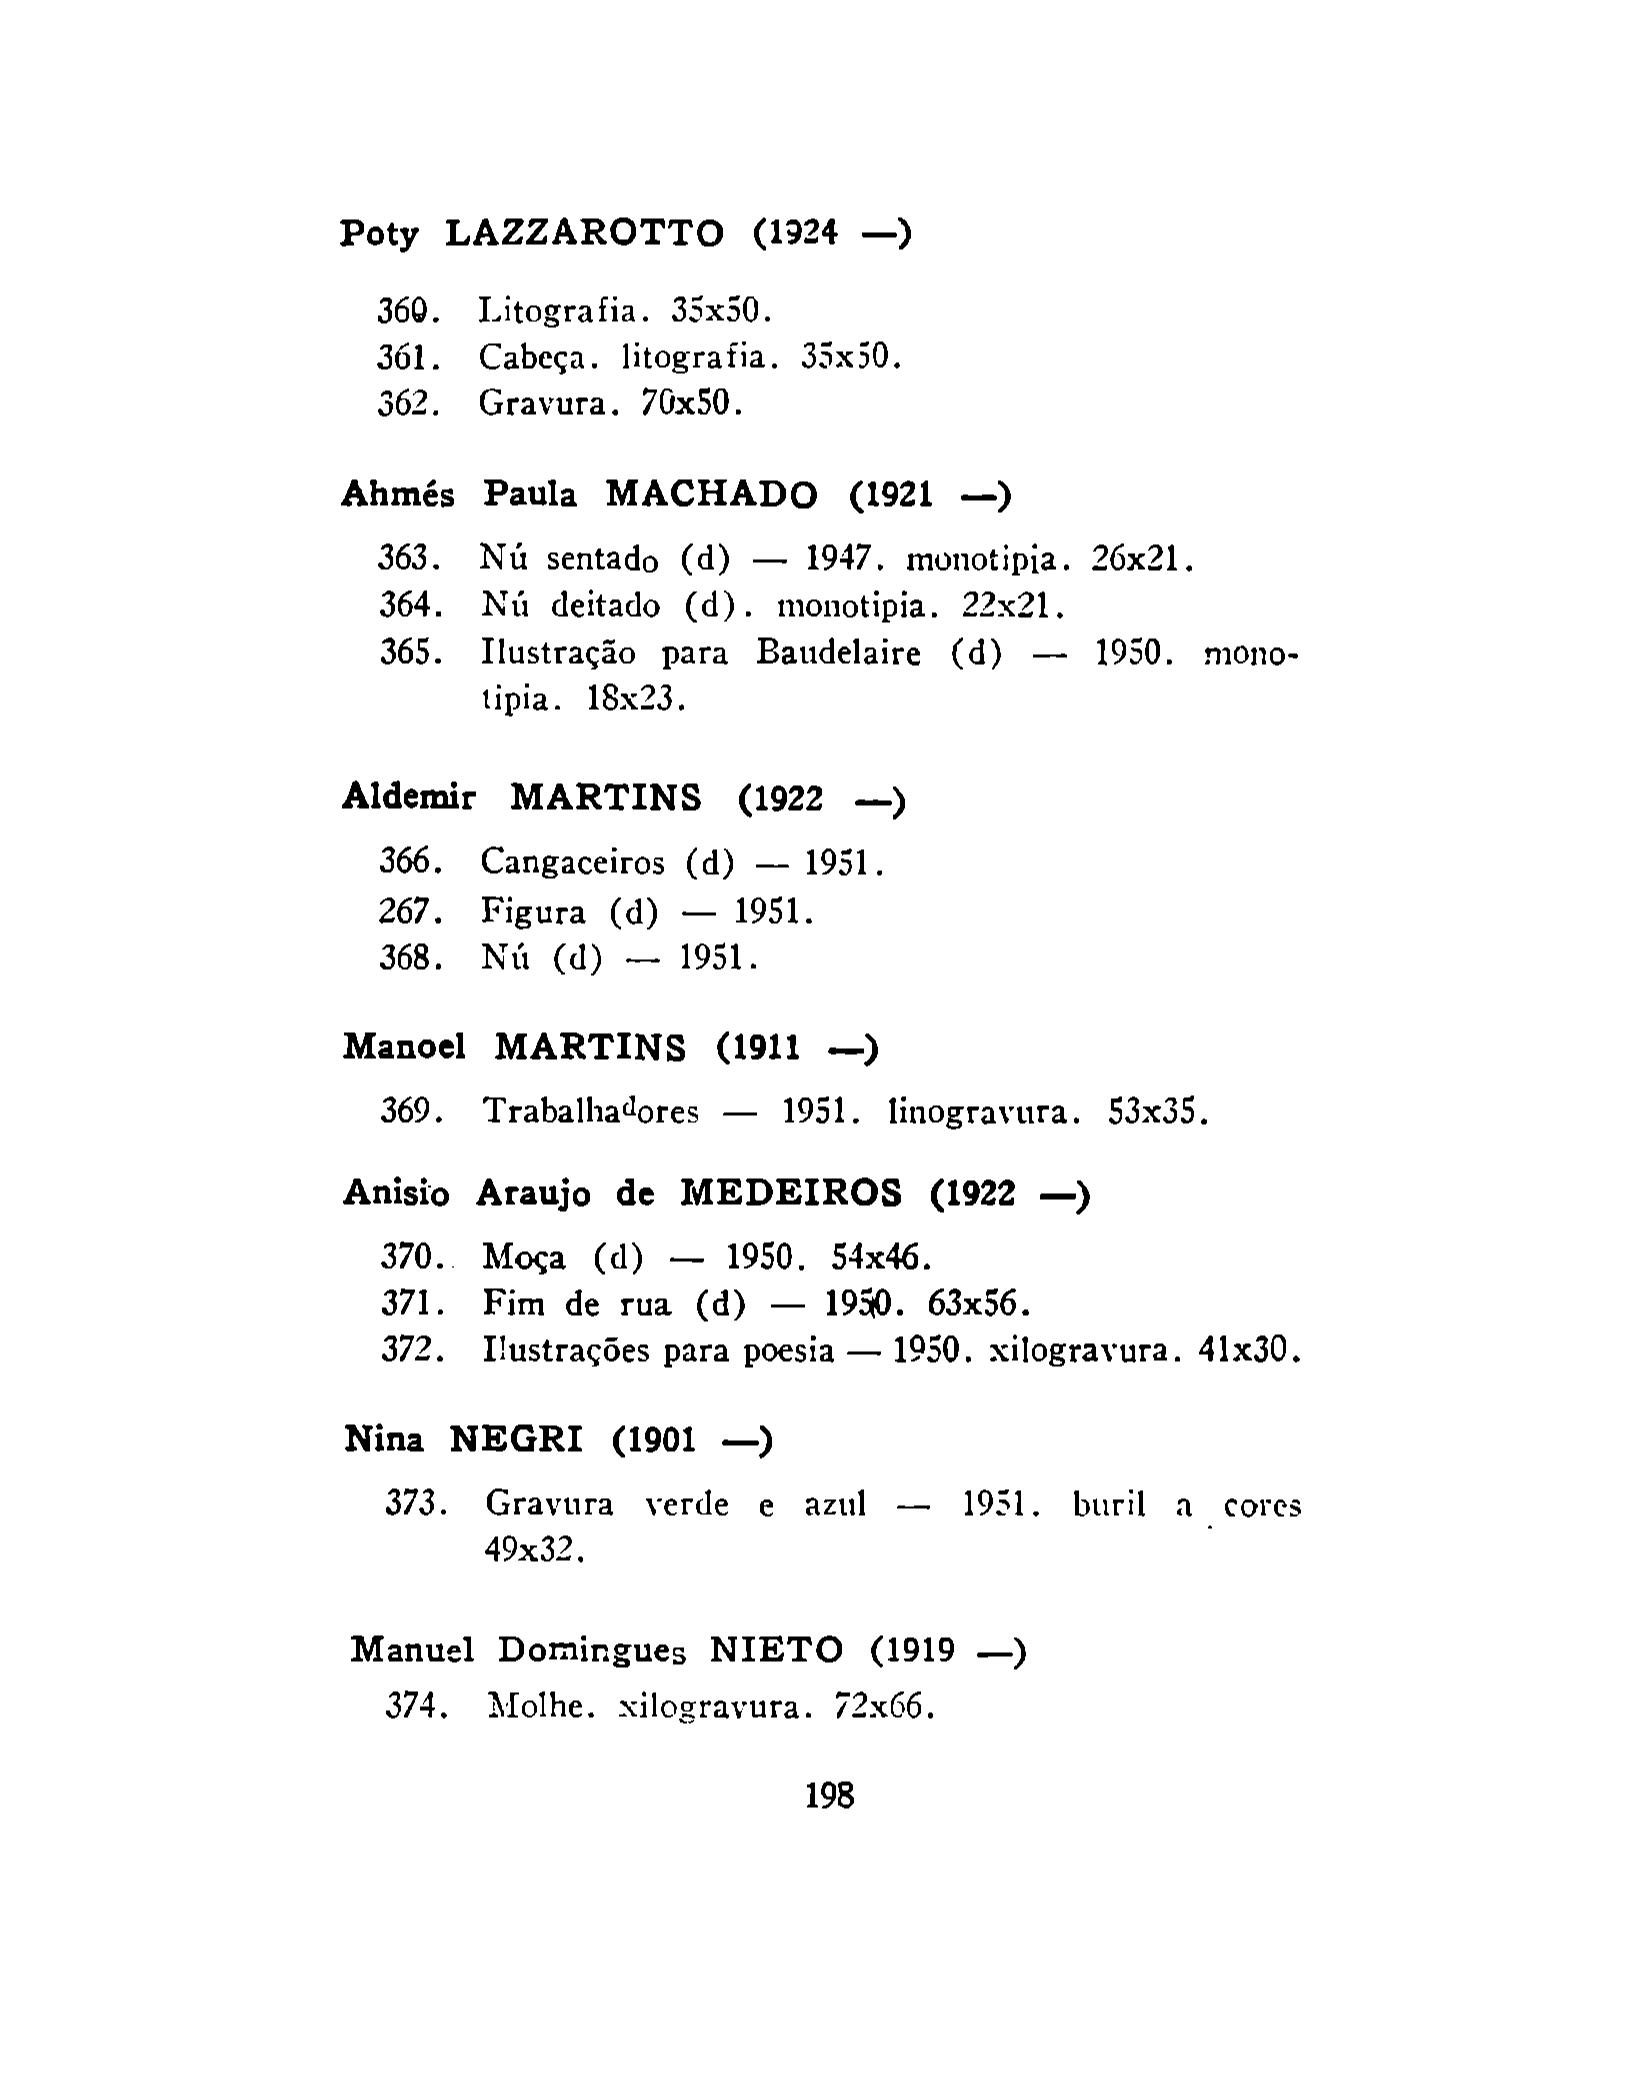 Poty LAZZAROTTO (1924 —)
360. Litografia. 35x50.
361. Cabeça. litografia. 35x50.
362. Gravura. 70x50.
Ahmés Paula MACHADO (1921 —)
363. Nú sentado (d) — 1947. monotipia. 26x21.
364. Nú deitado (d). monotipia. 22x21.
365. Ilustração para Baudelaire (d) — 1950. mono-
tipia. 18x23.
Aldemir MARTINS (1922 —)
366. Cangaceiros (d) — 1951.
267. Figura (d) — 1951.
368. Nú (d) — 1951.
Manoel MARTINS (1911 —)
369. Trabalhadores — 1951. linogravura. 53x35.
Anisio Araujo de MEDEIROS (1922 —)
370. Moça (d) — 1950. 54x46.
371. Fim de rua (d) — 1950. 63x56.
372. Ilustrações para poesia — 1950. xilogravura. 41x30.
Nina NEGRI (1901 —)
373. Gravura verde e azul — 1951. buril a cores
49x32.
Manuel Domingues NIETO (1919 —)
374. Molhe. xilogravura. 72x66.
198